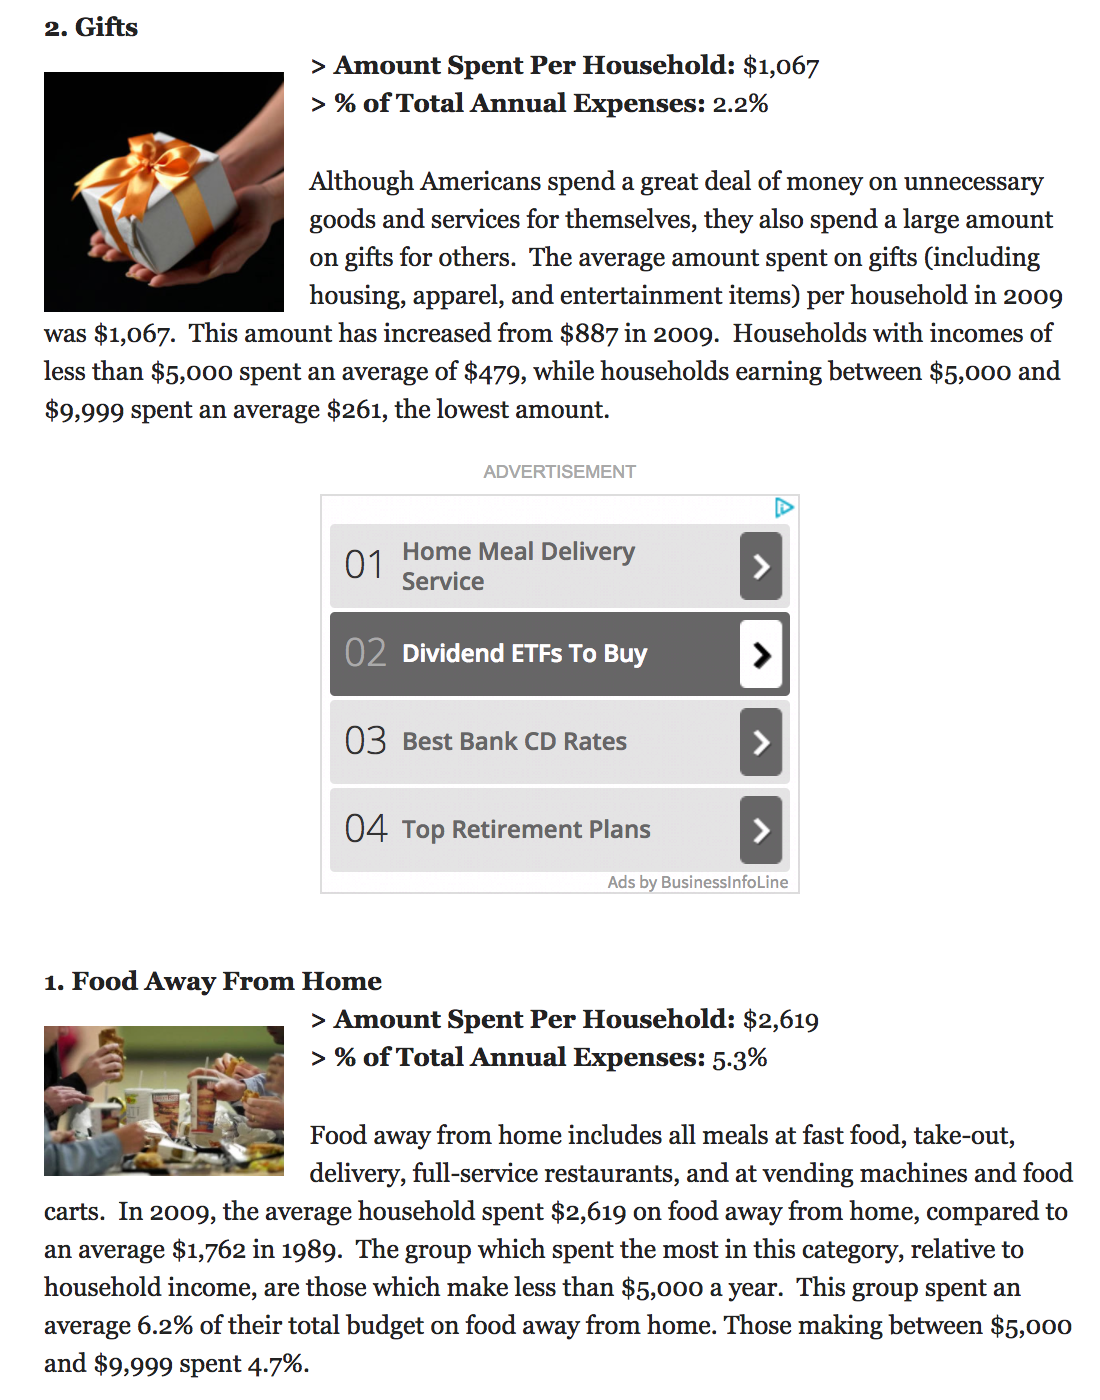 2. Gifts
> Amount Spent Per Household: $1,067
> % of Total Annual Expenses: 2.2%
Although Americans spend a great deal of money on unnecessary
goods and services for themselves, they also spend a large amount
on gifts for others.  The average amount spent on gifts (including
housing, apparel, and entertainment items) per household in 2009
was $1,067.  This amount has increased from $887 in 2009.  Households with incomes of
less than $5,000 spent an average of $479, while households earning between $5,000 and
$9,999 spent an average $261, the lowest amount.
ADVERTISEMENT
01 Home Meal Delivery
Service
02 Dividend ETFs To Buy
03 Best Bank CD Rates
04 Top Retirement Plans
Ads by BusinessInfoLine
1. Food Away From Home
> Amount Spent Per Household: $2,619
> % of Total Annual Expenses: 5.3%
Food away from home includes all meals at fast food, take-out,
delivery, full-service restaurants, and at vending machines and food
carts.  In 2009, the average household spent $2,619 on food away from home, compared to
an average $1,762 in 1989.  The group which spent the most in this category, relative to
household income, are those which make less than $5,000 a year.  This group spent an
average 6.2% of their total budget on food away from home. Those making between $5,000
and $9,999 spent 4.7%.